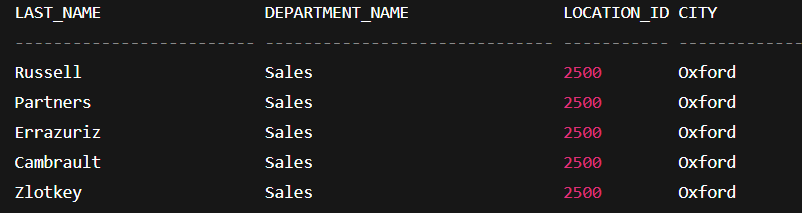 LAST_NAME DEPARTMENT_NAME LOCATION_ID CITY
------------------------- ------------------------------ ----------- -------------
Russell Sales 2500 Oxford
Partners Sales 2500 Oxford
Errazuriz Sales 2500 Oxford
Cambrault Sales 2500 Oxford
Zlotkey Sales 2500 Oxford